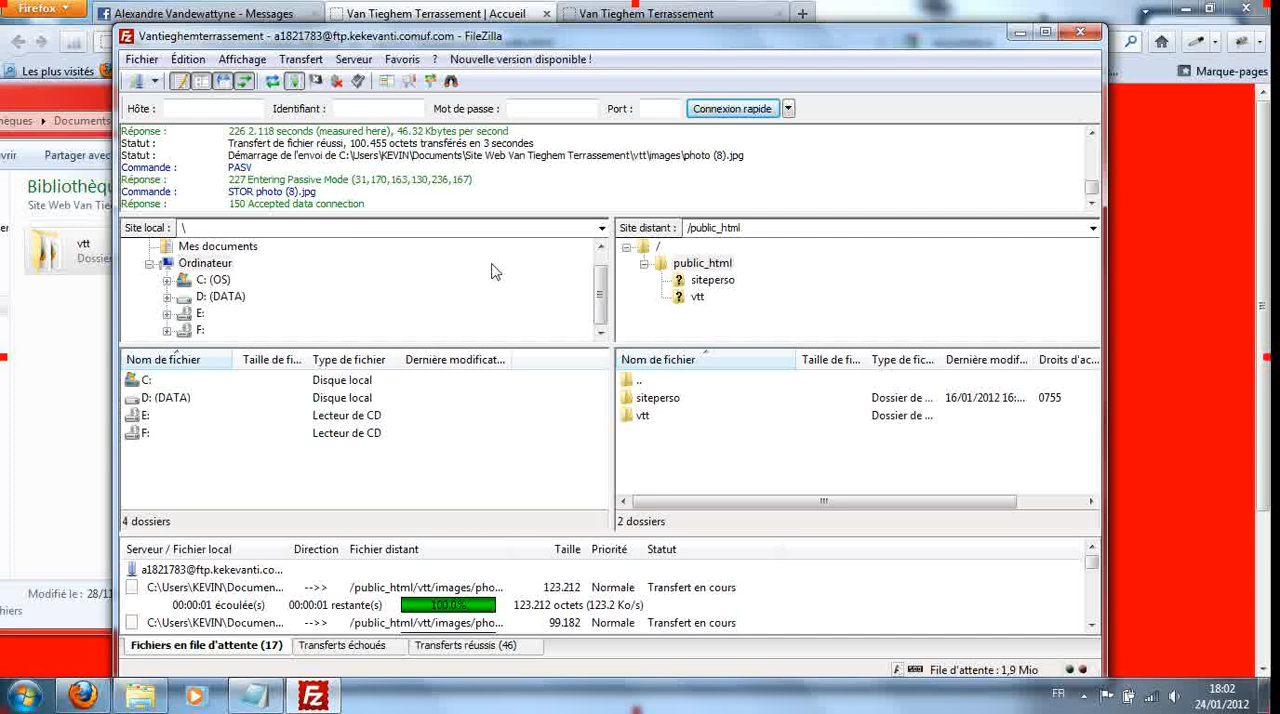 Firefox
Alexandre Vandewattyne - Messages
Van Tieghem Terrassement | Accueil
Van Tieghem Terrassement
Vantieghemterrassement - a1821783@ftp.kekevanti.comuf.com - FileZilla
Les plus visités
Marque-pages
Fichier Édition Affichage Transfert Serveur Favoris ? Nouvelle version disponible !
Hôte : Identifiant : Mot de passe : Port : Connexion rapide
thèques Documents
Partager avec
Bibliothèqu
Site Web Van Tie
vtt
Dossie
Réponse : 226 2.118 seconds (measured here), 46.32 Kbytes per second
Statut : Transfert de fichier réussi, 100.455 octets transférés en 3 secondes
Statut : Démarrage de l'envoi de C:\Users\KEVIN\Documents\Site Web Van Tieghem Terrassement\vtt\images\photo (8).jpg
Commande : PASV
Réponse : 227 Entering Passive Mode (31,170,163,130,236,167)
Commande : STOR photo (8).jpg
Réponse : 150 Accepted data connection
Site local : \
Mes documents
Ordinateur
C: (OS)
D: (DATA)
E:
F:
Site distant : /public_html
/
public_html
siteperso
vtt
Nom de fichier Taille de fi... Type de fichier Dernière modificat...
C: Disque local
D: (DATA) Disque local
E: Lecteur de CD
F: Lecteur de CD
4 dossiers
Nom de fichier Taille de fi... Type de fic... Dernière modif... Droits d'ac...
..
siteperso Dossier de ... 16/01/2012 16:... 0755
vtt Dossier de ...
2 dossiers
Serveur / Fichier local Direction Fichier distant Taille Priorité Statut
a1821783@ftp.kekevanti.co...
C:\Users\KEVIN\Documen... -->> /public_html/vtt/images/pho... 123.212 Normale Transfert en cours
00:00:01 écoulée(s) 00:00:01 restante(s) 100.0% 123.212 octets (123.2 Ko/s)
C:\Users\KEVIN\Documen... -->> /public_html/vtt/images/pho... 99.182 Normale Transfert en cours
Fichiers en file d'attente (17) Transferts échoués Transferts réussis (46)
Modifié le : 28/11
hiers
File d'attente : 1,9 Mio
FR
18:02
24/01/2012